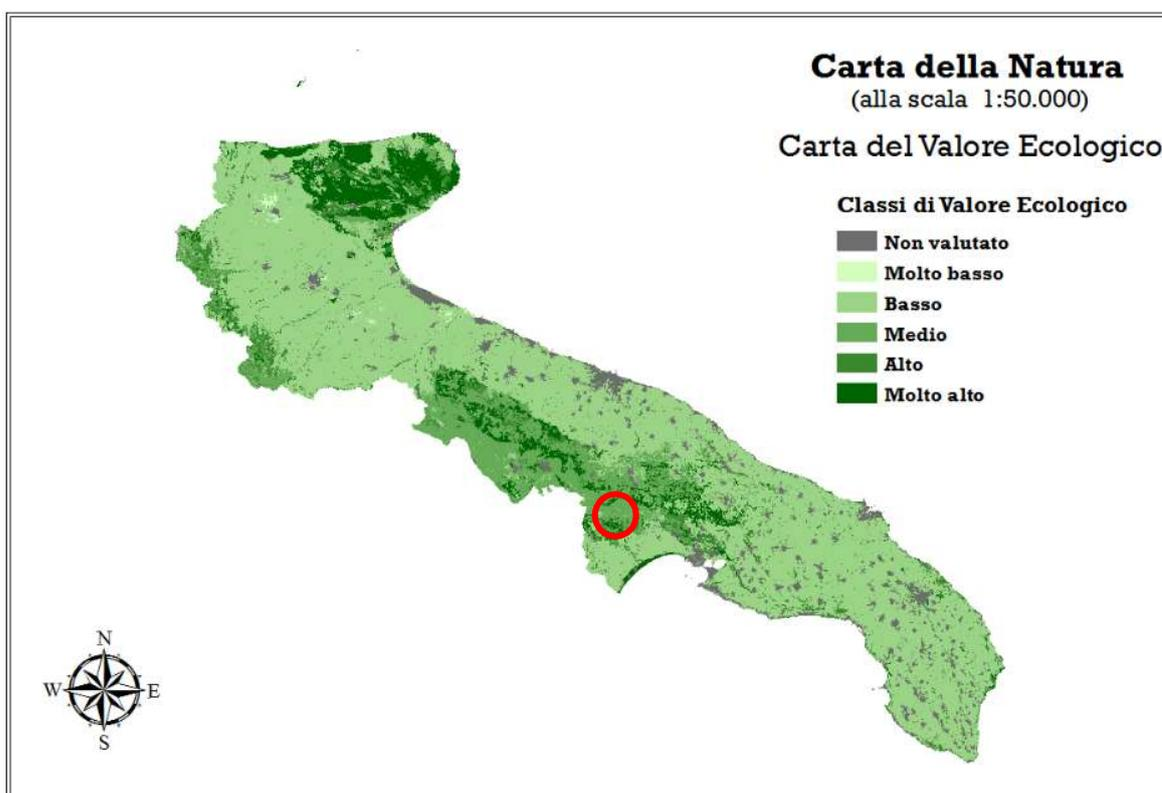 Carta della Natura
(alla scala 1:50.000)
Carta del Valore Ecologico
Classi di Valore Ecologico
Non valutato
Molto basso
Basso
Medio
Alto
Molto alto
N
W E
S